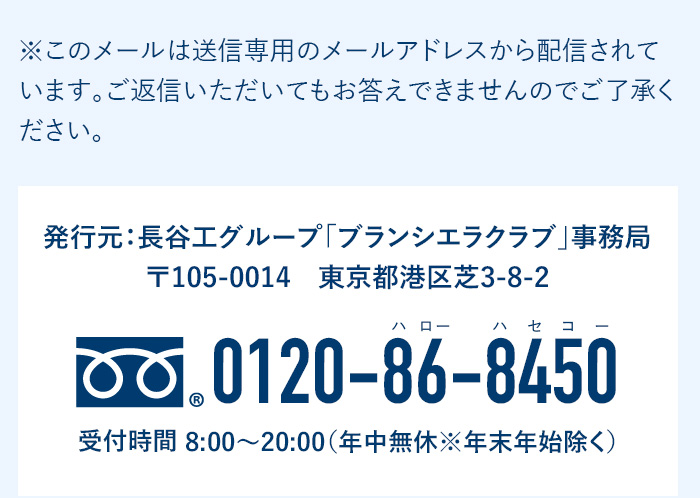 ※このメールは送信専用のメールアドレスから配信されて
います。ご返信いただいてもお答えできませんのでご了承く
ださい。
発行元：長谷工グループ「ブランシエラクラブ」事務局
〒105-0014　東京都港区芝3-8-2
ハロー　ハセコー
® 0120-86-8450
受付時間 8:00〜20:00（年中無休※年末年始除く）